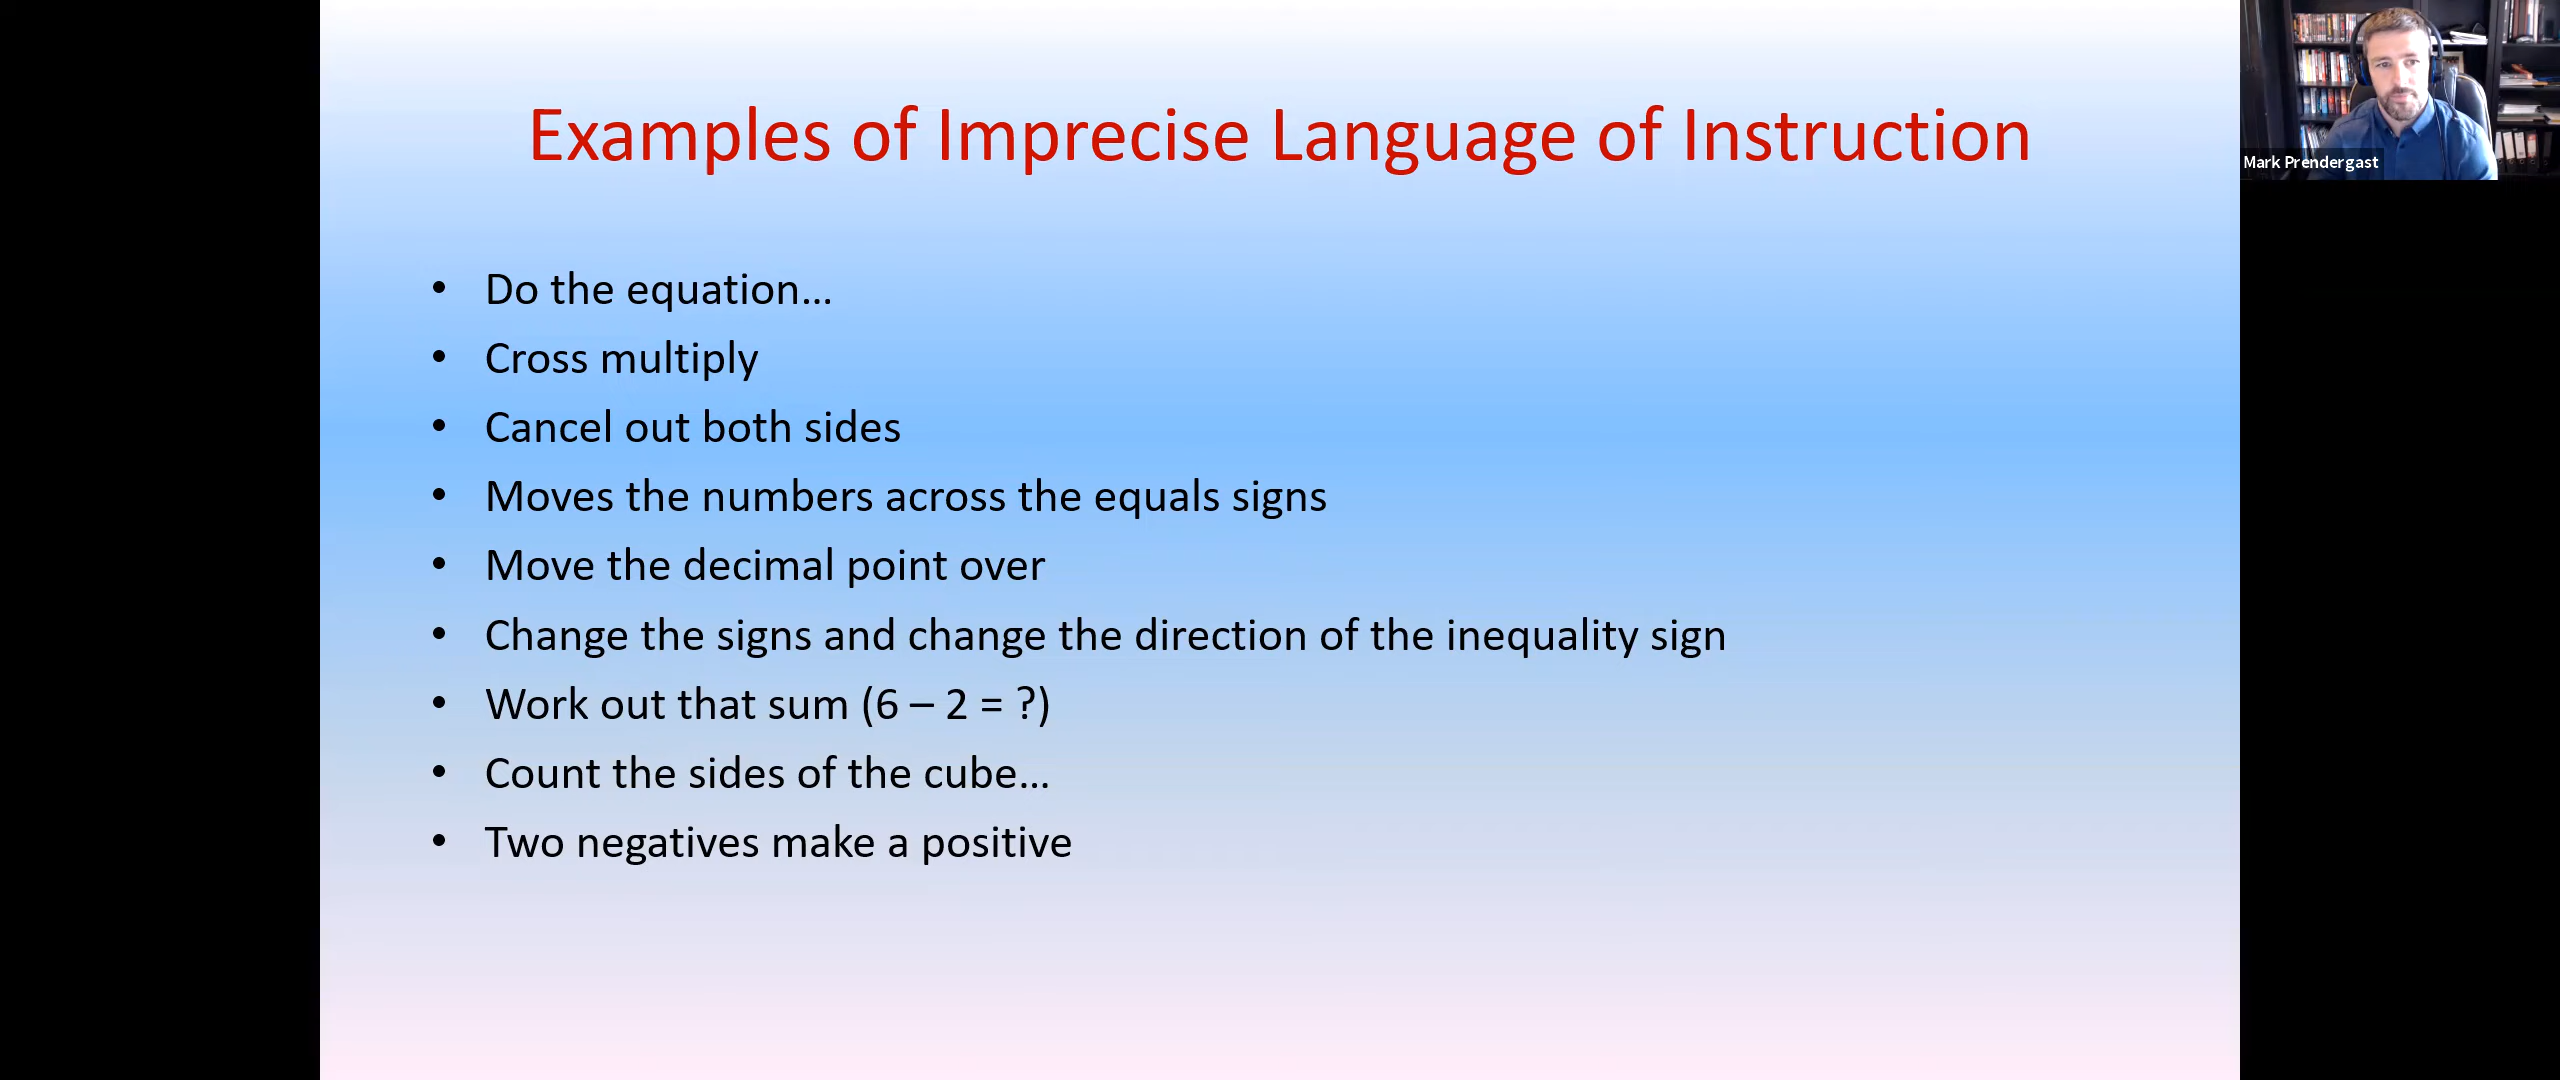 Examples of Imprecise Language of Instruction
Mark Prendergast
• Do the equation...
• Cross multiply
• Cancel out both sides
• Moves the numbers across the equals signs
• Move the decimal point over
• Change the signs and change the direction of the inequality sign
• Work out that sum (6 – 2 = ?)
• Count the sides of the cube...
• Two negatives make a positive